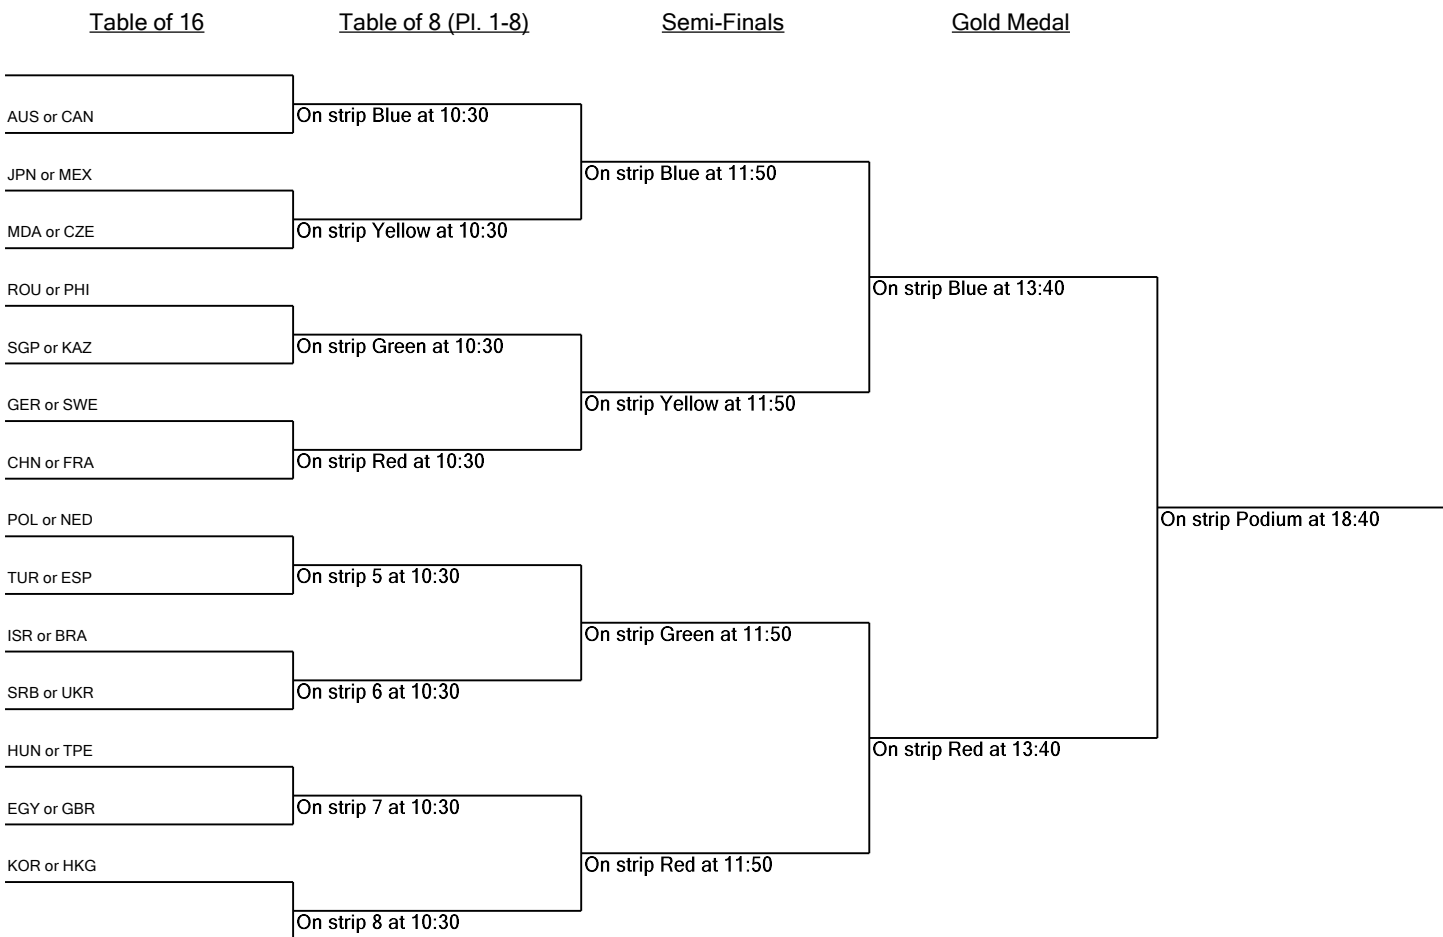 Table of 16 Table of 8 (Pl. 1-8) Semi-Finals Gold Medal
AUS or CAN
On strip Blue at 10:30
JPN or MEX
On strip Blue at 11:50
MDA or CZE
On strip Yellow at 10:30
ROU or PHI
On strip Blue at 13:40
SGP or KAZ
On strip Green at 10:30
GER or SWE
On strip Yellow at 11:50
CHN or FRA
On strip Red at 10:30
POL or NED
On strip Podium at 18:40
TUR or ESP
On strip 5 at 10:30
ISR or BRA
On strip Green at 11:50
SRB or UKR
On strip 6 at 10:30
HUN or TPE
On strip Red at 13:40
EGY or GBR
On strip 7 at 10:30
KOR or HKG
On strip Red at 11:50
On strip 8 at 10:30